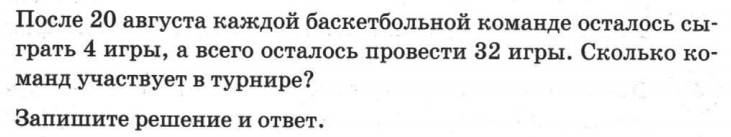 После 20 августа каждой баскетбольной команде осталось сы-
грать 4 игры, а всего осталось провести 32 игры. Сколько ко-
манд участвует в турнире?
Запишите решение и ответ.